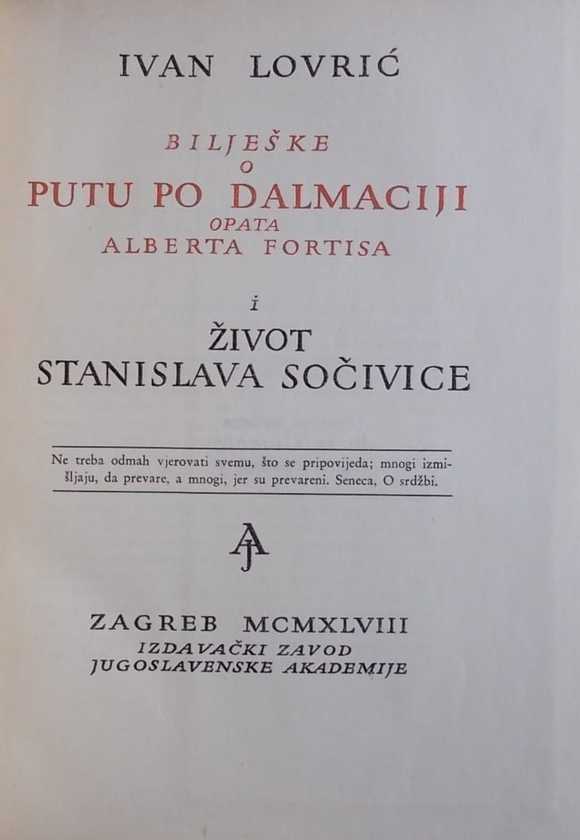 IVAN LOVRIĆ
BILJEŠKE
O
PUTU PO DALMACIJI
OPATA
ALBERTA FORTISA
i
ŽIVOT
STANISLAVA SOČIVICE
Ne treba odmah vjerovati svemu, što se pripovijeda; mnogi izmi-
šljaju, da prevare, a mnogi, jer su prevareni. Seneca, O srdžbi.
AJ
ZAGREB MCMXLVIII
IZDAVAČKI ZAVOD
JUGOSLAVENSKE AKADEMIJE